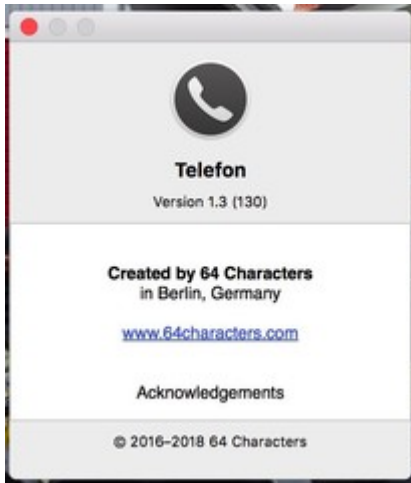 Telefon
Version 1.3 (130)
Created by 64 Characters
in Berlin, Germany
www.64characters.com
Acknowledgements
© 2016–2018 64 Characters